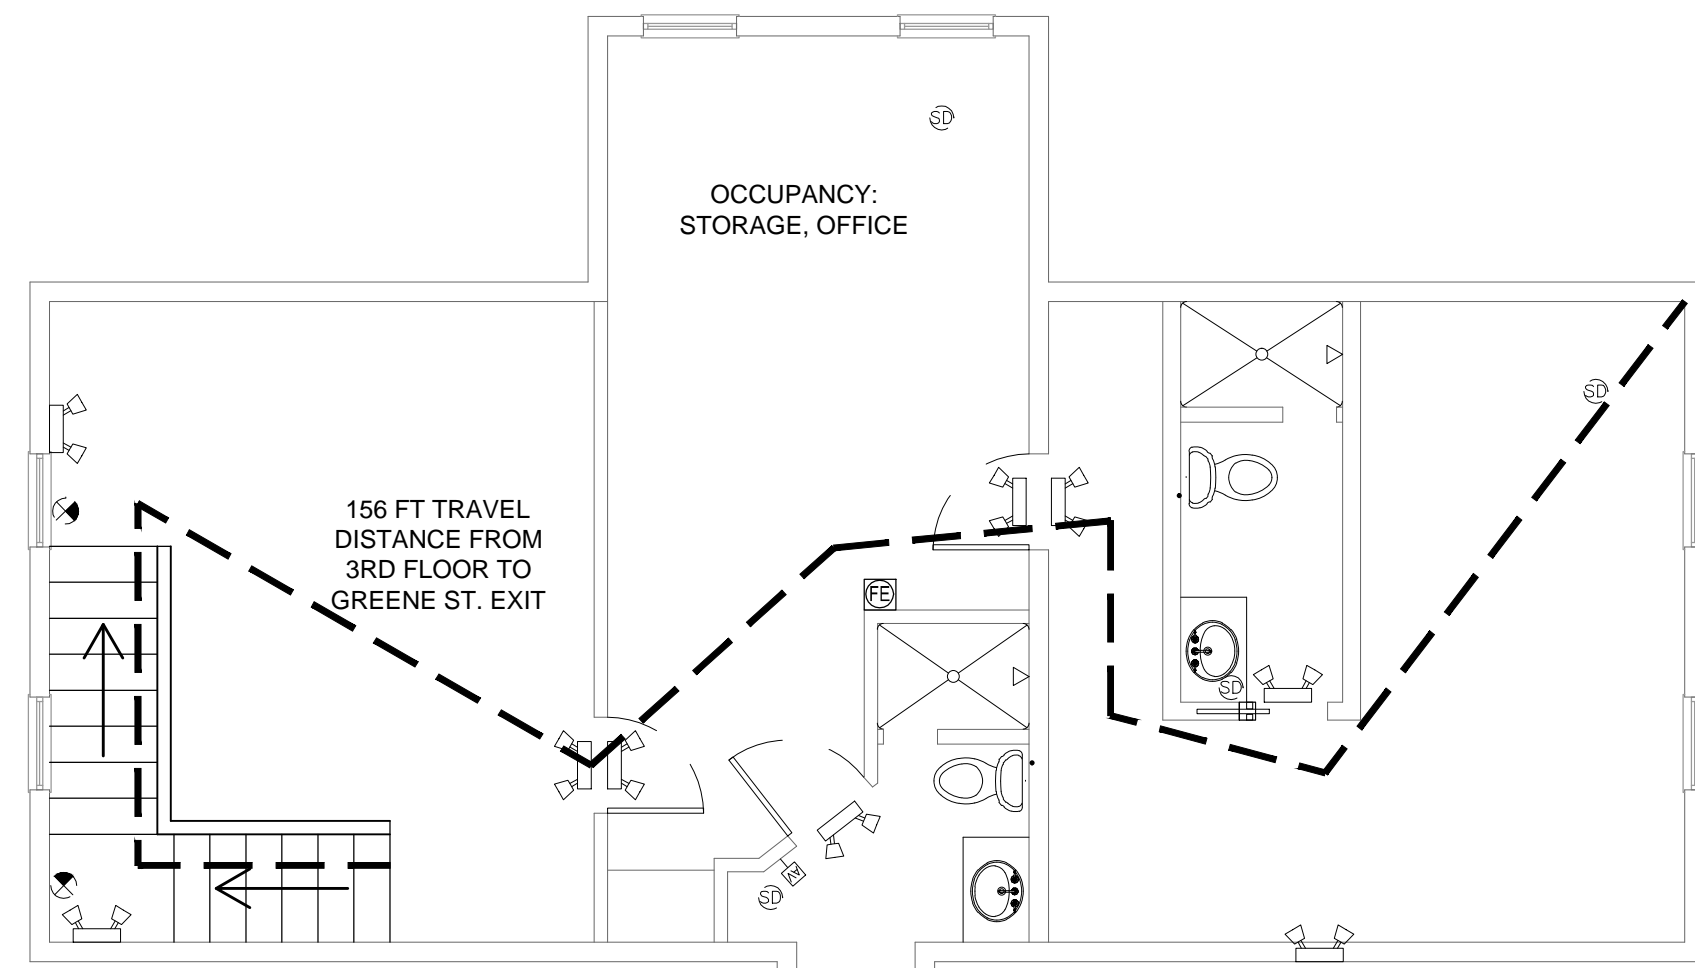 SD
OCCUPANCY:
STORAGE, OFFICE
SD
156 FT TRAVEL
DISTANCE FROM
3RD FLOOR TO
GREENE ST. EXIT
FE
SD
AV
SD